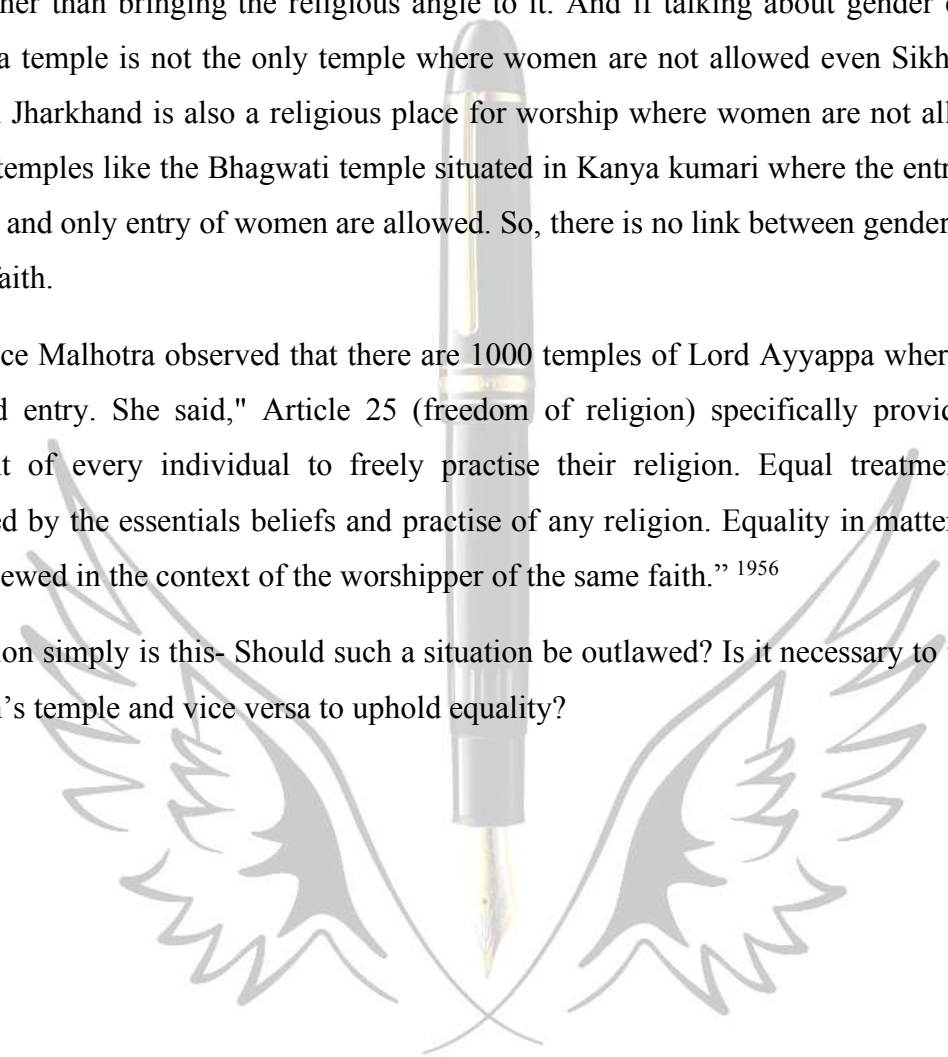 her than bringing the religious angle to it. And if talking about gender
a temple is not the only temple where women are not allowed even Sikh
Jharkhand is also a religious place for worship where women are not all
temples like the Bhagwati temple situated in Kanya kumari where the entr
and only entry of women are allowed. So, there is no link between gender
aith.
ce Malhotra observed that there are 1000 temples of Lord Ayyappa wher
d entry. She said," Article 25 (freedom of religion) specifically provid
t of every individual to freely practise their religion. Equal treatme
ed by the essentials beliefs and practise of any religion. Equality in matte
ewed in the context of the worshipper of the same faith.” 1956
on simply is this- Should such a situation be outlawed? Is it necessary to
n’s temple and vice versa to uphold equality?